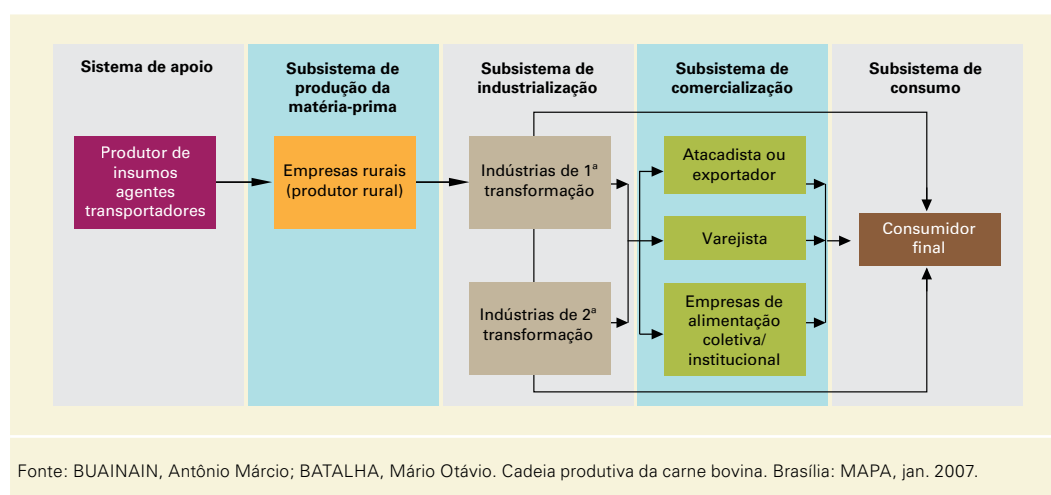 Sistema de apoio
Produtor de
insumos
agentes
transportadores
Subsistema de
produção da
matéria-prima
Empresas rurais
(produtor rural)
Subsistema de
industrialização
Indústrias de 1ª
transformação
Indústrias de 2ª
transformação
Subsistema de
comercialização
Atacadista ou
exportador
Varejista
Empresas de
alimentação
coletiva/
institucional
Subsistema de
consumo
Consumidor
final
Fonte: BUAINAIN, Antônio Márcio; BATALHA, Mário Otávio. Cadeia produtiva da carne bovina. Brasília: MAPA, jan. 2007.